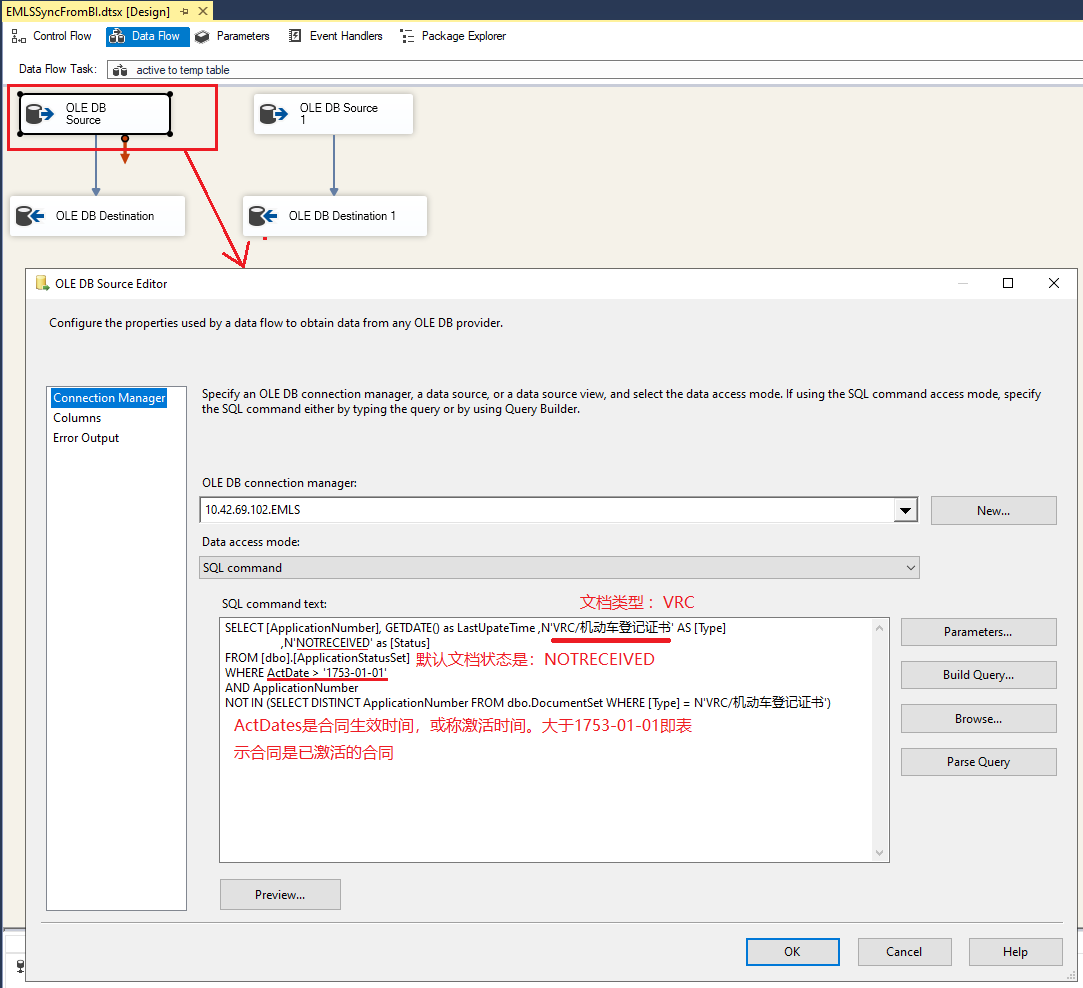 EMLSSyncFromBI.dtsx [Design]
Control Flow
Data Flow
Parameters
Event Handlers
Package Explorer
Data Flow Task:
active to temp table
OLE DB
Source
OLE DB Source
1
OLE DB Destination
OLE DB Destination 1
OLE DB Source Editor
Configure the properties used by a data flow to obtain data from any OLE DB provider.
Connection Manager
Columns
Error Output
Specify an OLE DB connection manager, a data source, or a data source view, and select the data access mode. If using the SQL command access mode, specify
the SQL command either by typing the query or by using Query Builder.
OLE DB connection manager:
10.42.69.102.EMLS
New...
Data access mode:
SQL command
SQL command text:
文档类型：VRC
SELECT [ApplicationNumber], GETDATE() as LastUpateTime ,N'VRC/机动车登记证书' AS [Type]
,N'NOTRECEIVED' as [Status]
FROM [dbo].[ApplicationStatusSet]
默认文档状态是：NOTRECEIVED
WHERE ActDate > '1753-01-01'
AND ApplicationNumber
NOT IN (SELECT DISTINCT ApplicationNumber FROM dbo.DocumentSet WHERE [Type] = N'VRC/机动车登记证书')
ActDates是合同生效时间，或称激活时间。大于1753-01-01即表
示合同是已激活的合同
Parameters...
Build Query...
Browse...
Parse Query
Preview...
OK
Cancel
Help